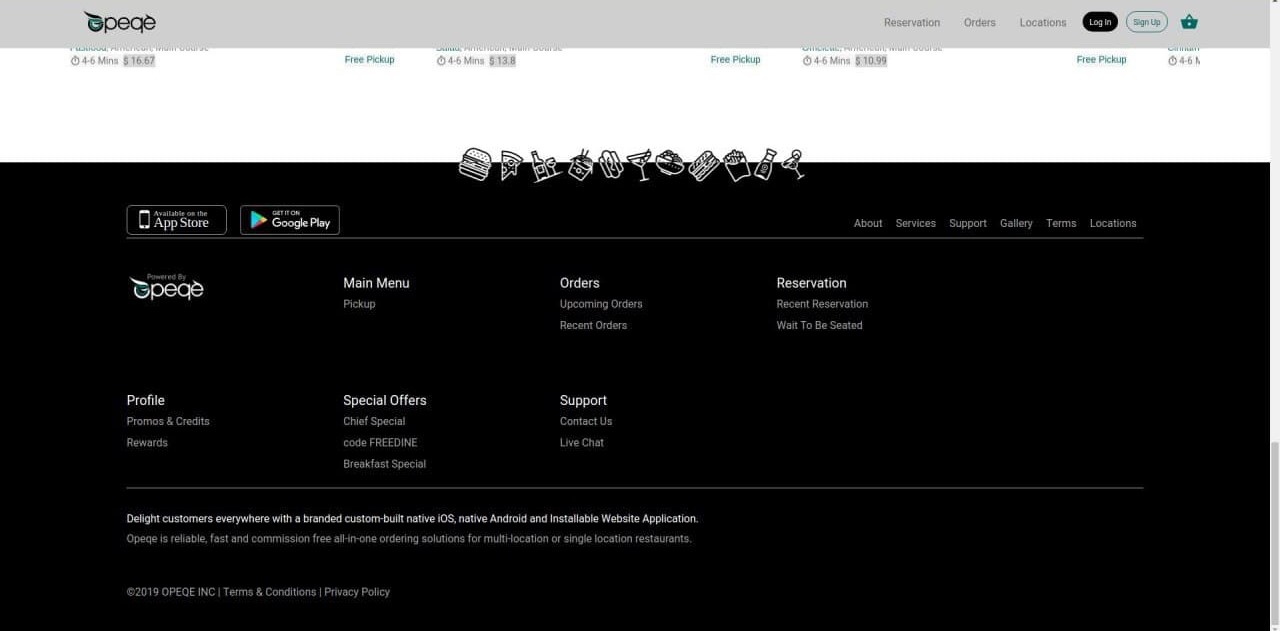 opeqe
Reservation Orders Locations Log In Sign Up
American, Main Course American, Main Course American, Main Course
4-6 Mins $ 16.67 Free Pickup 4-6 Mins $ 13.8 Free Pickup 4-6 Mins $ 10.99 Free Pickup 4-6
Available on the
App Store
GET IT ON
Google Play
About Services Support Gallery Terms Locations
Powered By
opeqe
Main Menu
Pickup
Orders
Upcoming Orders
Recent Orders
Reservation
Recent Reservation
Wait To Be Seated
Profile
Promos & Credits
Rewards
Special Offers
Chief Special
code FREEDINE
Breakfast Special
Support
Contact Us
Live Chat
Delight customers everywhere with a branded custom-built native iOS, native Android and Installable Website Application.
Opeqe is reliable, fast and commission free all-in-one ordering solutions for multi-location or single location restaurants.
©2019 OPEQE INC | Terms & Conditions | Privacy Policy